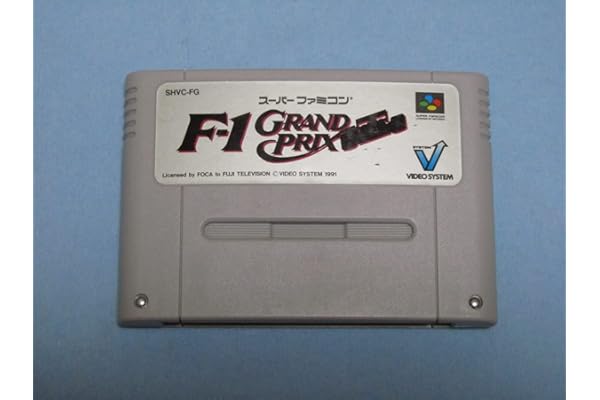 SHVC-FG
スーパーファミコン®
SUPER FAMICOM
F-1 GRAND PRIX
SYSTEM
V
VIDEO SYSTEM
Licensed by FOCA to FUJI TELEVISION © VIDEO SYSTEM 1991